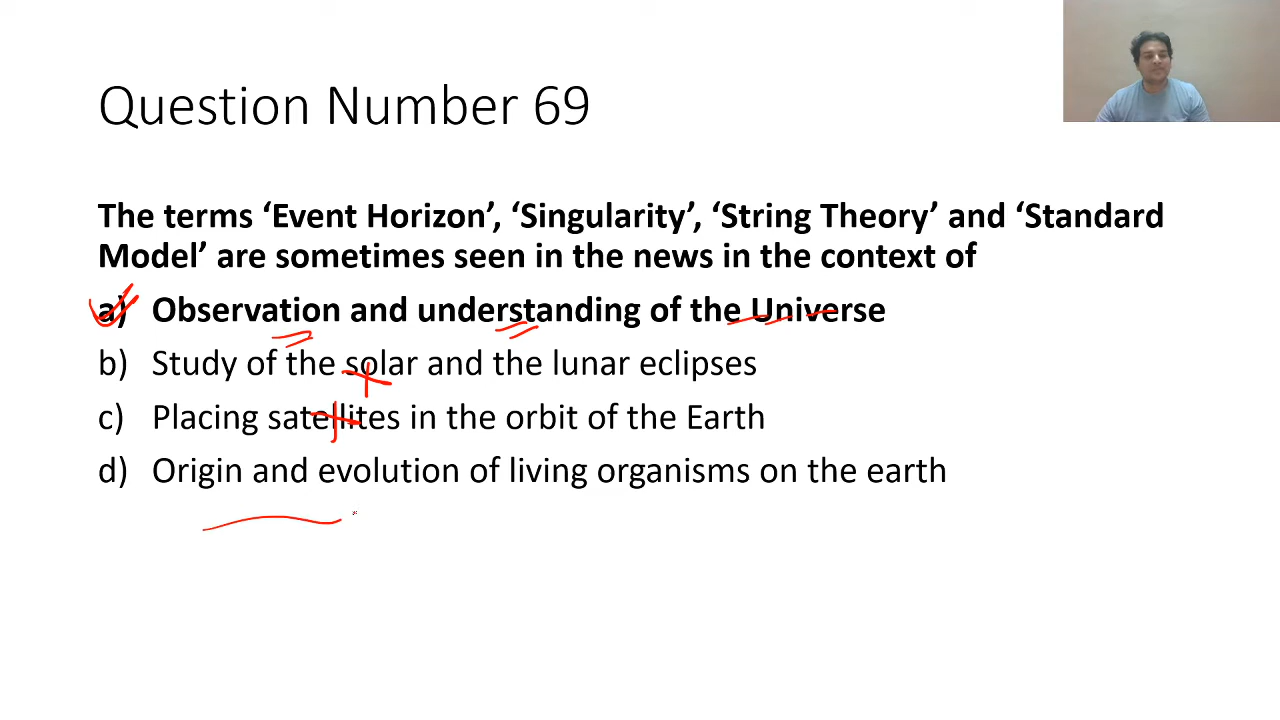 Question Number 69
The terms ‘Event Horizon’, ‘Singularity’, ‘String Theory’ and ‘Standard
Model’ are sometimes seen in the news in the context of
a) Observation and understanding of the Universe
b) Study of the solar and the lunar eclipses
c) Placing satellites in the orbit of the Earth
d) Origin and evolution of living organisms on the earth